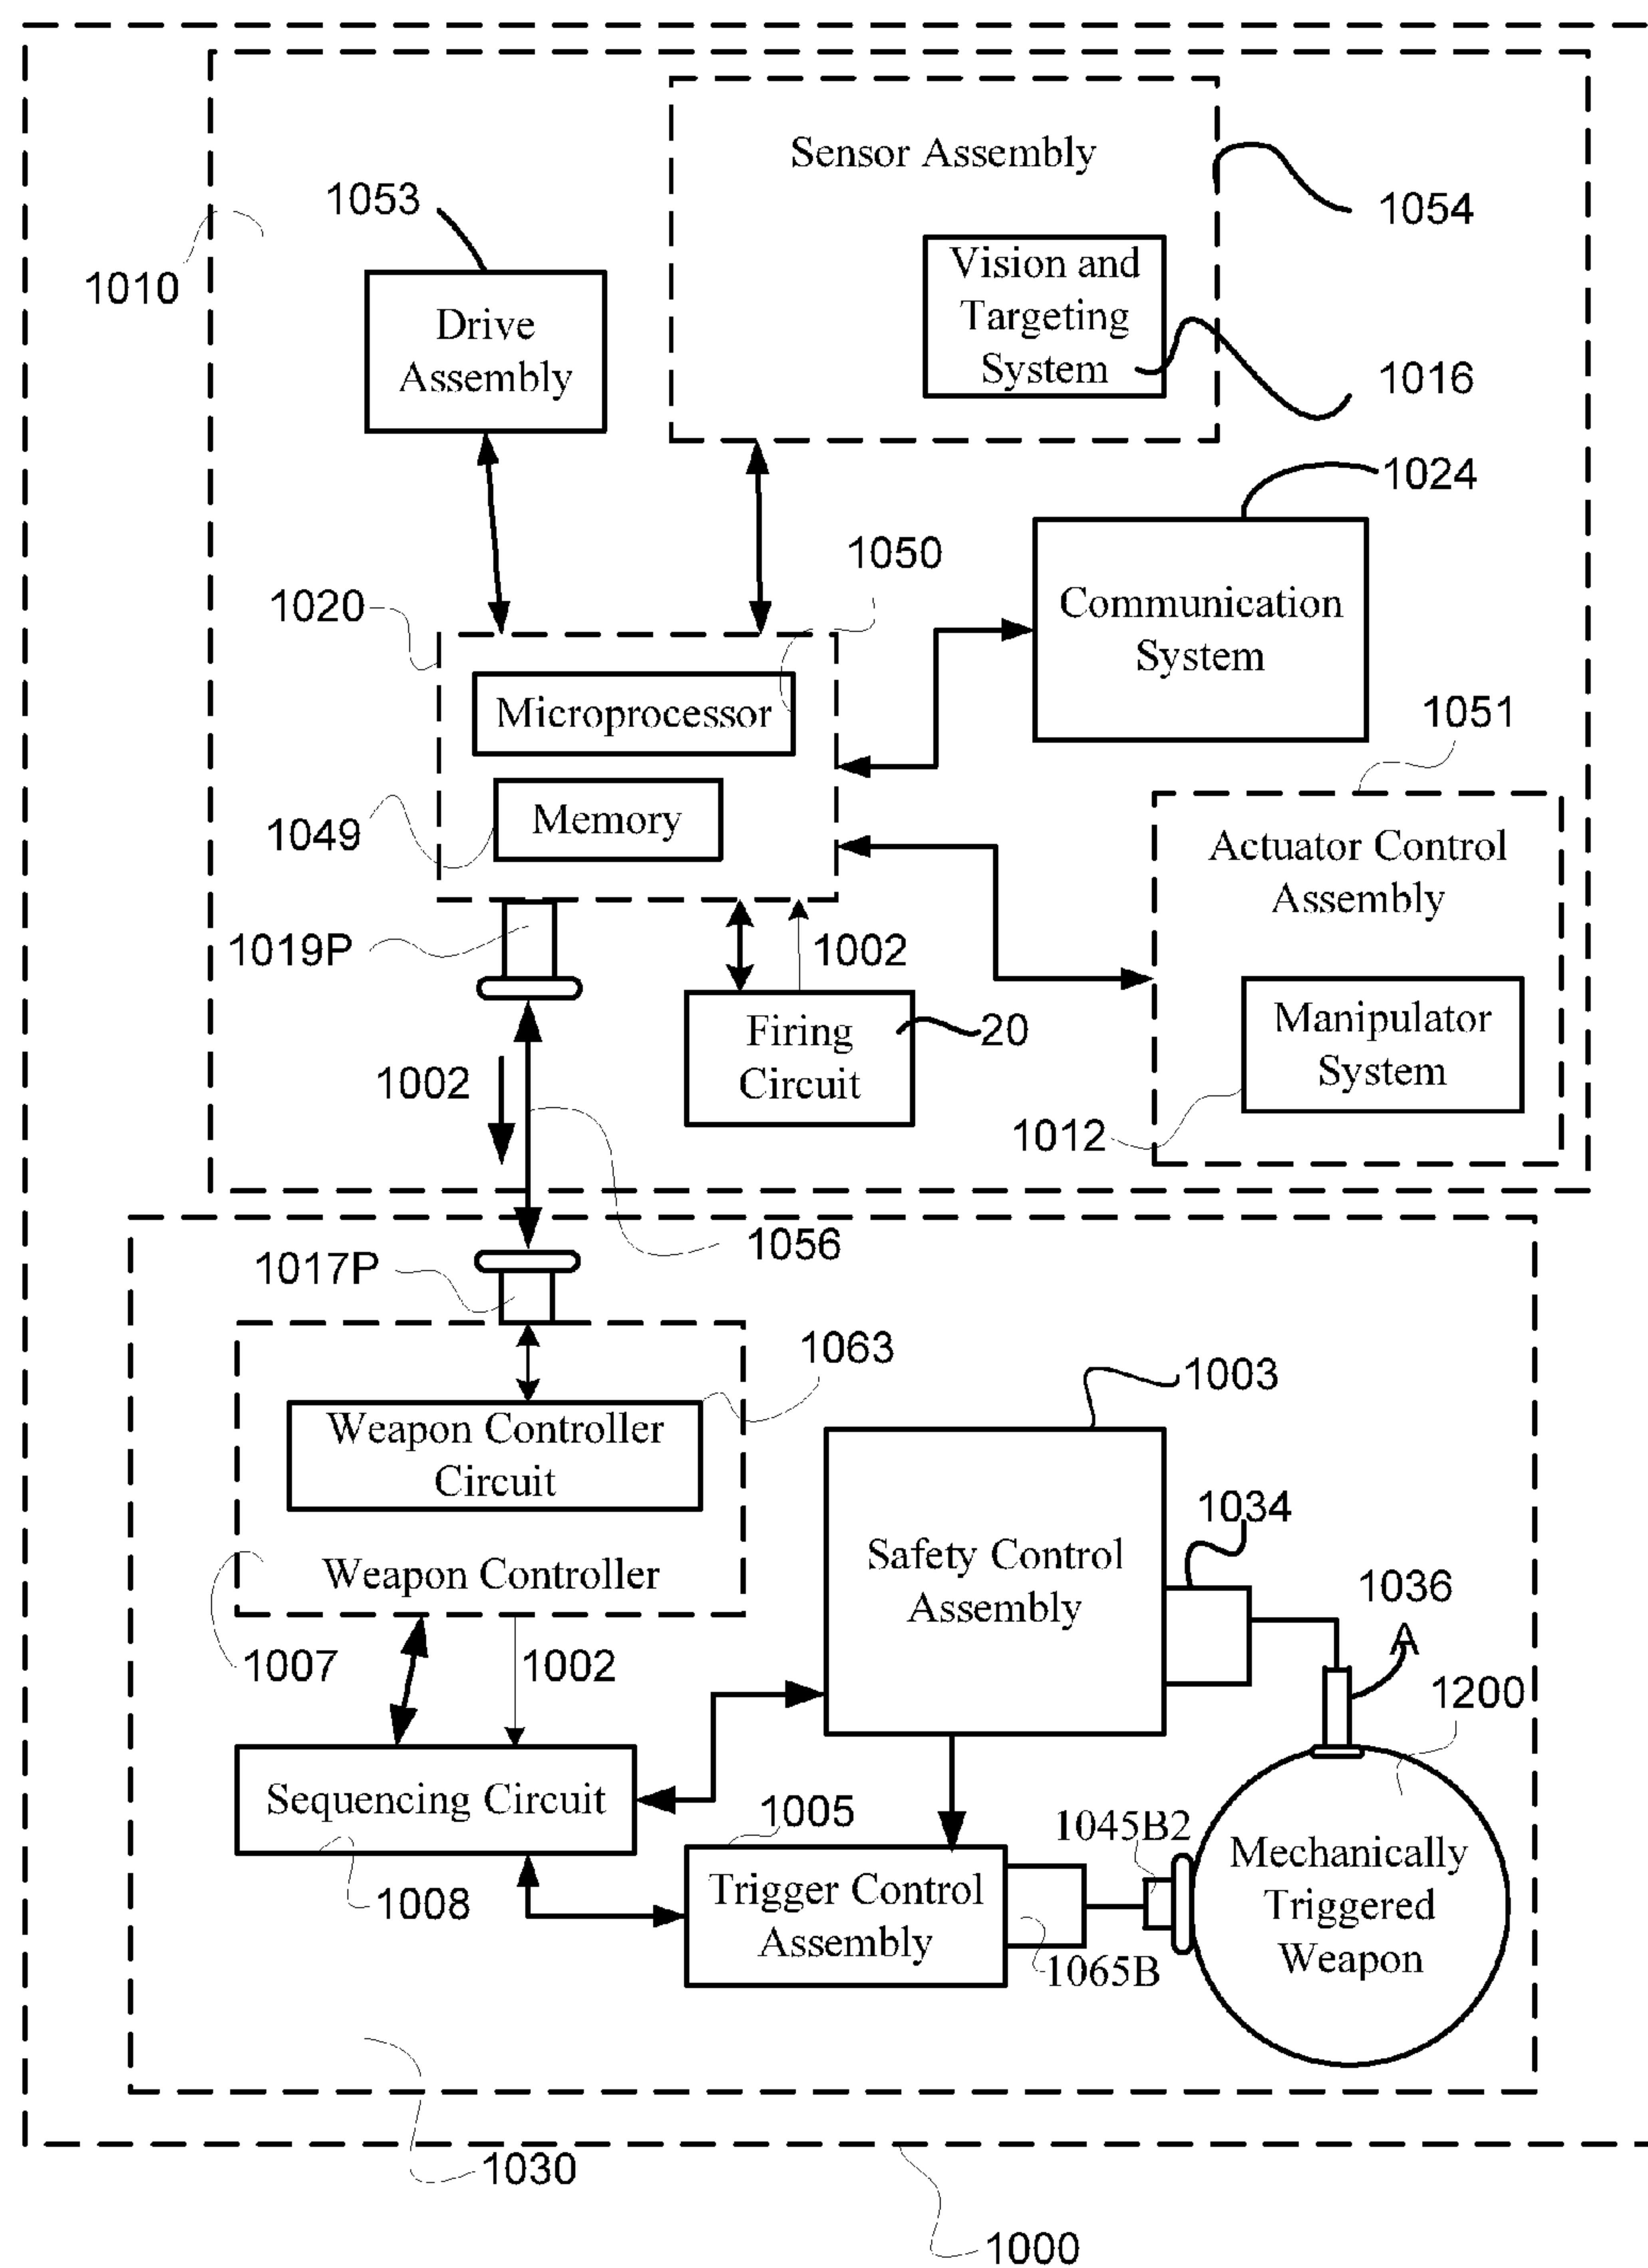 Sensor Assembly
1053
1054
1010
Vision and
Targeting
System
Drive
Assembly
1016
1024
1050
1020
Communication
System
Microprocessor
1051
1049
Memory
Actuator Control
Assembly
1019P
1002
Firing
Circuit
20
Manipulator
System
1002
1012
1056
1017P
1063
1003
Weapon Controller
Circuit
1034
Safety Control
Assembly
Weapon Controller
1036
A
1007
1002
1200
Sequencing Circuit
1005
1045B2
Mechanically
Triggered
Weapon
1008
Trigger Control
Assembly
1065B
1030
1000